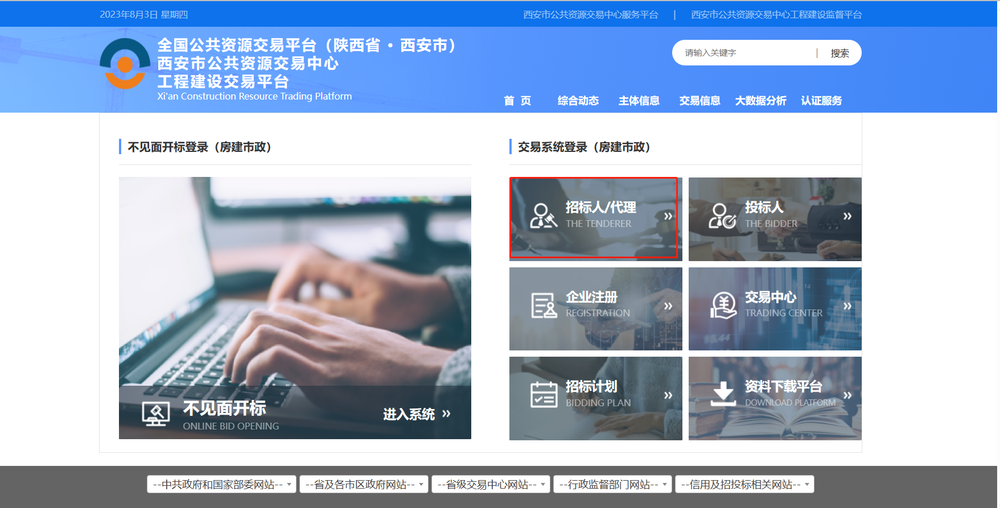 2023年8月3日 星期四
西安市公共资源交易中心服务平台 | 西安市公共资源交易中心工程建设监督平台
全国公共资源交易平台（陕西省·西安市）
西安市公共资源交易中心
工程建设交易平台
Xi'an Construction Resource Trading Platform
请输入关键字 | 搜索
首 页 综合动态 主体信息 交易信息 大数据分析 认证服务
不见面开标登录（房建市政）
不见面开标
ONLINE BID OPENING
进入系统 »
交易系统登录（房建市政）
招标人/代理 »
THE TENDERER
投标人 »
THE BIDDER
企业注册 »
REGISTRATION
交易中心 »
TRADING CENTER
招标计划 »
BIDDING PLAN
资料下载平台 »
DOWNLOAD PLATFORM
--中共政府和国家部委网站-- --省及各市区政府网站-- --省级交易中心网站-- --行政监督部门网站-- --信用及招投标相关网站--